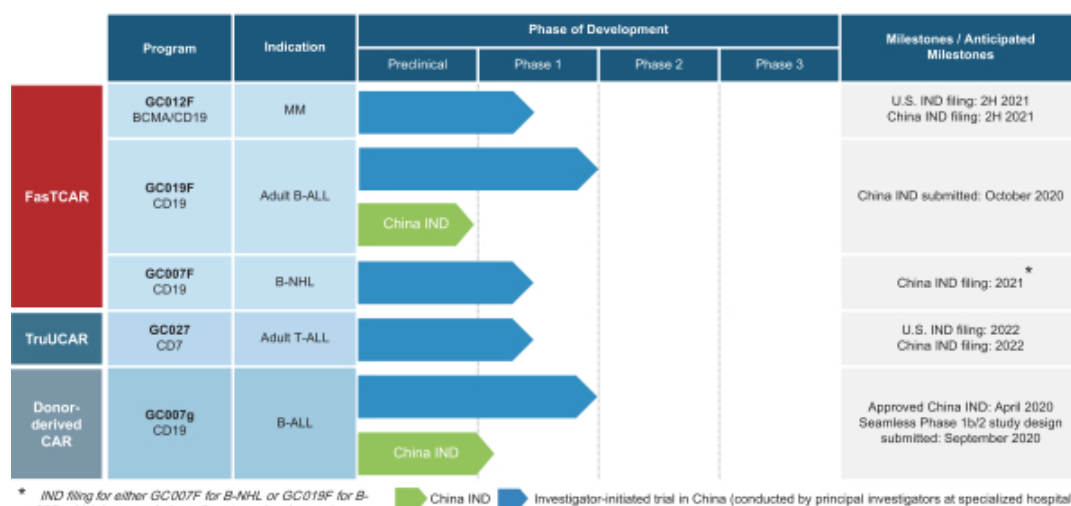 Program
Indication
Phase of Development
Milestones / Anticipated
Milestones
Preclinical
Phase 1
Phase 2
Phase 3
FasTCAR
GC012F
BCMA/CD19
MM
U.S. IND filing: 2H 2021
China IND filing: 2H 2021
GC019F
CD19
Adult B-ALL
China IND
China IND submitted: October 2020
GC007F
CD19
B-NHL
China IND filing: 2021*
TruUCAR
GC027
CD7
Adult T-ALL
U.S. IND filing: 2022
China IND filing: 2022
Donor-
derived
CAR
GC007g
CD19
B-ALL
China IND
Approved China IND: April 2020
Seamless Phase 1b/2 study design
submitted: September 2020
* IND filing for either GC007F for B-NHL or GC019F for B-
China IND
Investigator-initiated trial in China (conducted by principal investigators at specialized hospital